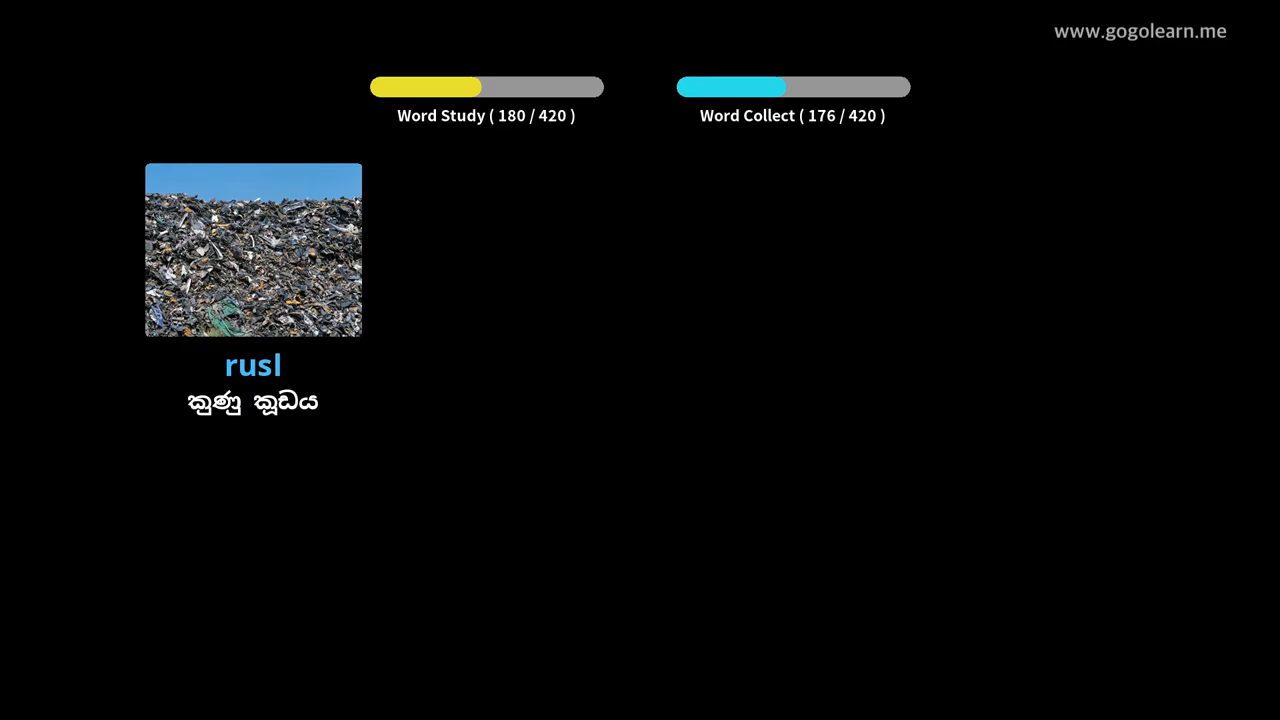 www.gogolearn.me
Word Study ( 180 / 420 )
Word Collect ( 176 / 420 )
rusl
කුණු කූඩය